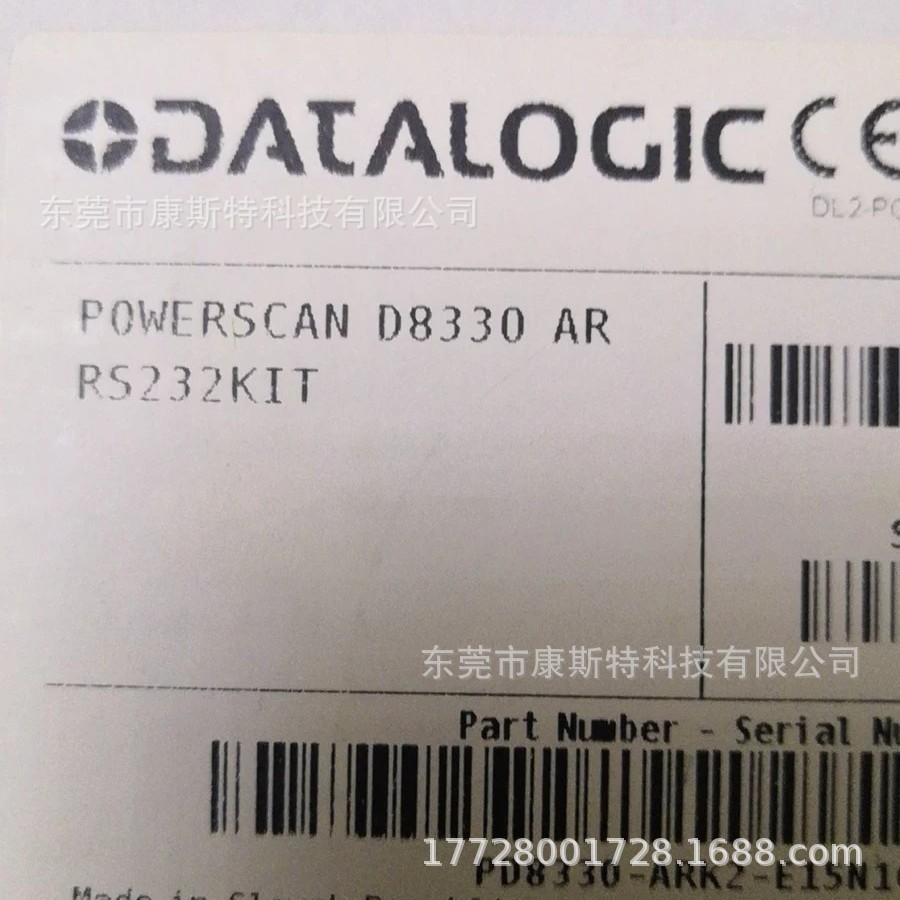 DATALOGIC CE
东莞市康斯特科技有限公司
DL2-PC
POWERSCAN D8330 AR
RS232KIT
S
东莞市康斯特科技有限公司
Part Number - Serial Nu
17728001728.1688.com
PD8330-ARK2-E15N1
Made in